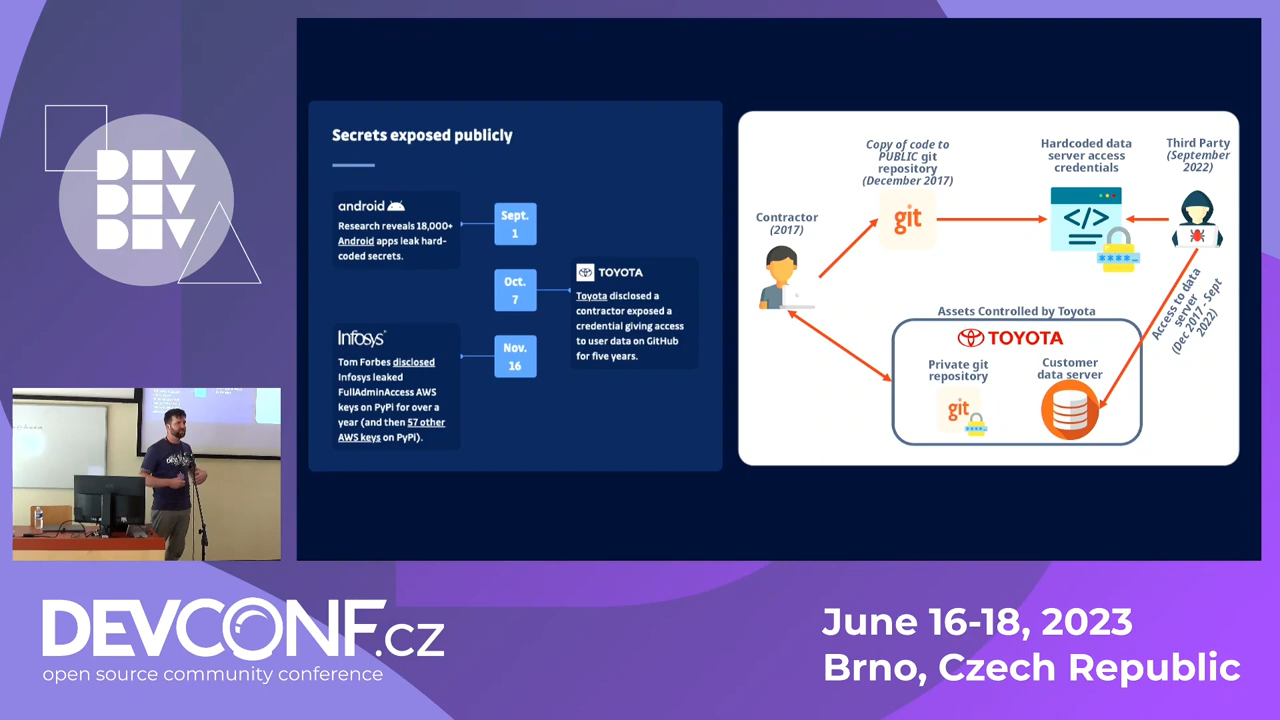 DEV
DEV
DEV
Secrets exposed publicly
android
Research reveals 18,000+
Android apps leak hard-
coded secrets.
Sept.
1
Oct.
7
TOYOTA
Toyota disclosed a
contractor exposed a
credential giving access
to user data on GitHub
for five years.
Infosys
Tom Forbes disclosed
Infosys leaked
FullAdminAccess AWS
keys on PyPi for over a
year (and then 57 other
AWS keys on PyPi).
Nov.
16
Contractor
(2017)
Copy of code to
PUBLIC git
repository
(December 2017)
git
Hardcoded data
server access
credentials
</>
****-
Third Party
(September
2022)
Access to data
server
(Dec 2017 -Sept
2022)
Assets Controlled by Toyota
TOYOTA
Private git
repository
git
Customer
data server
DEVCONF.cz
open source community conference
June 16-18, 2023
Brno, Czech Republic